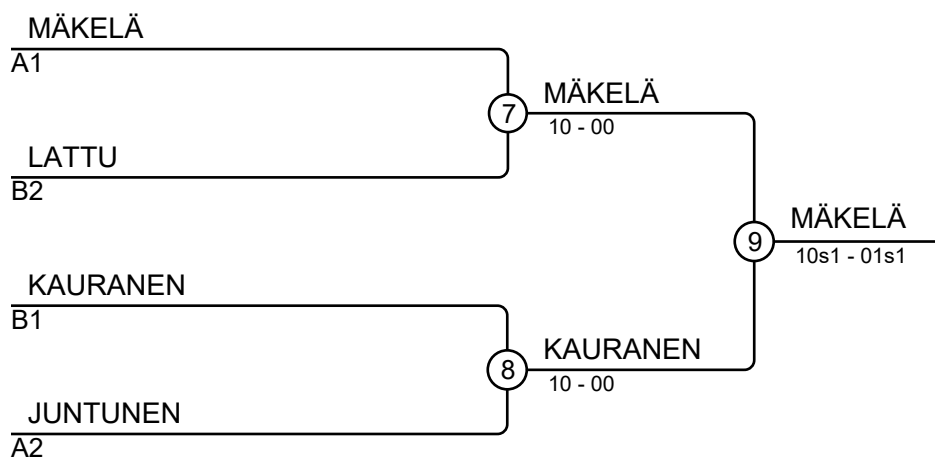 MÄKELÄ
A1
7
MÄKELÄ
10 - 00
LATTU
B2
9
MÄKELÄ
10s1 - 01s1
KAURANEN
B1
8
KAURANEN
10 - 00
JUNTUNEN
A2